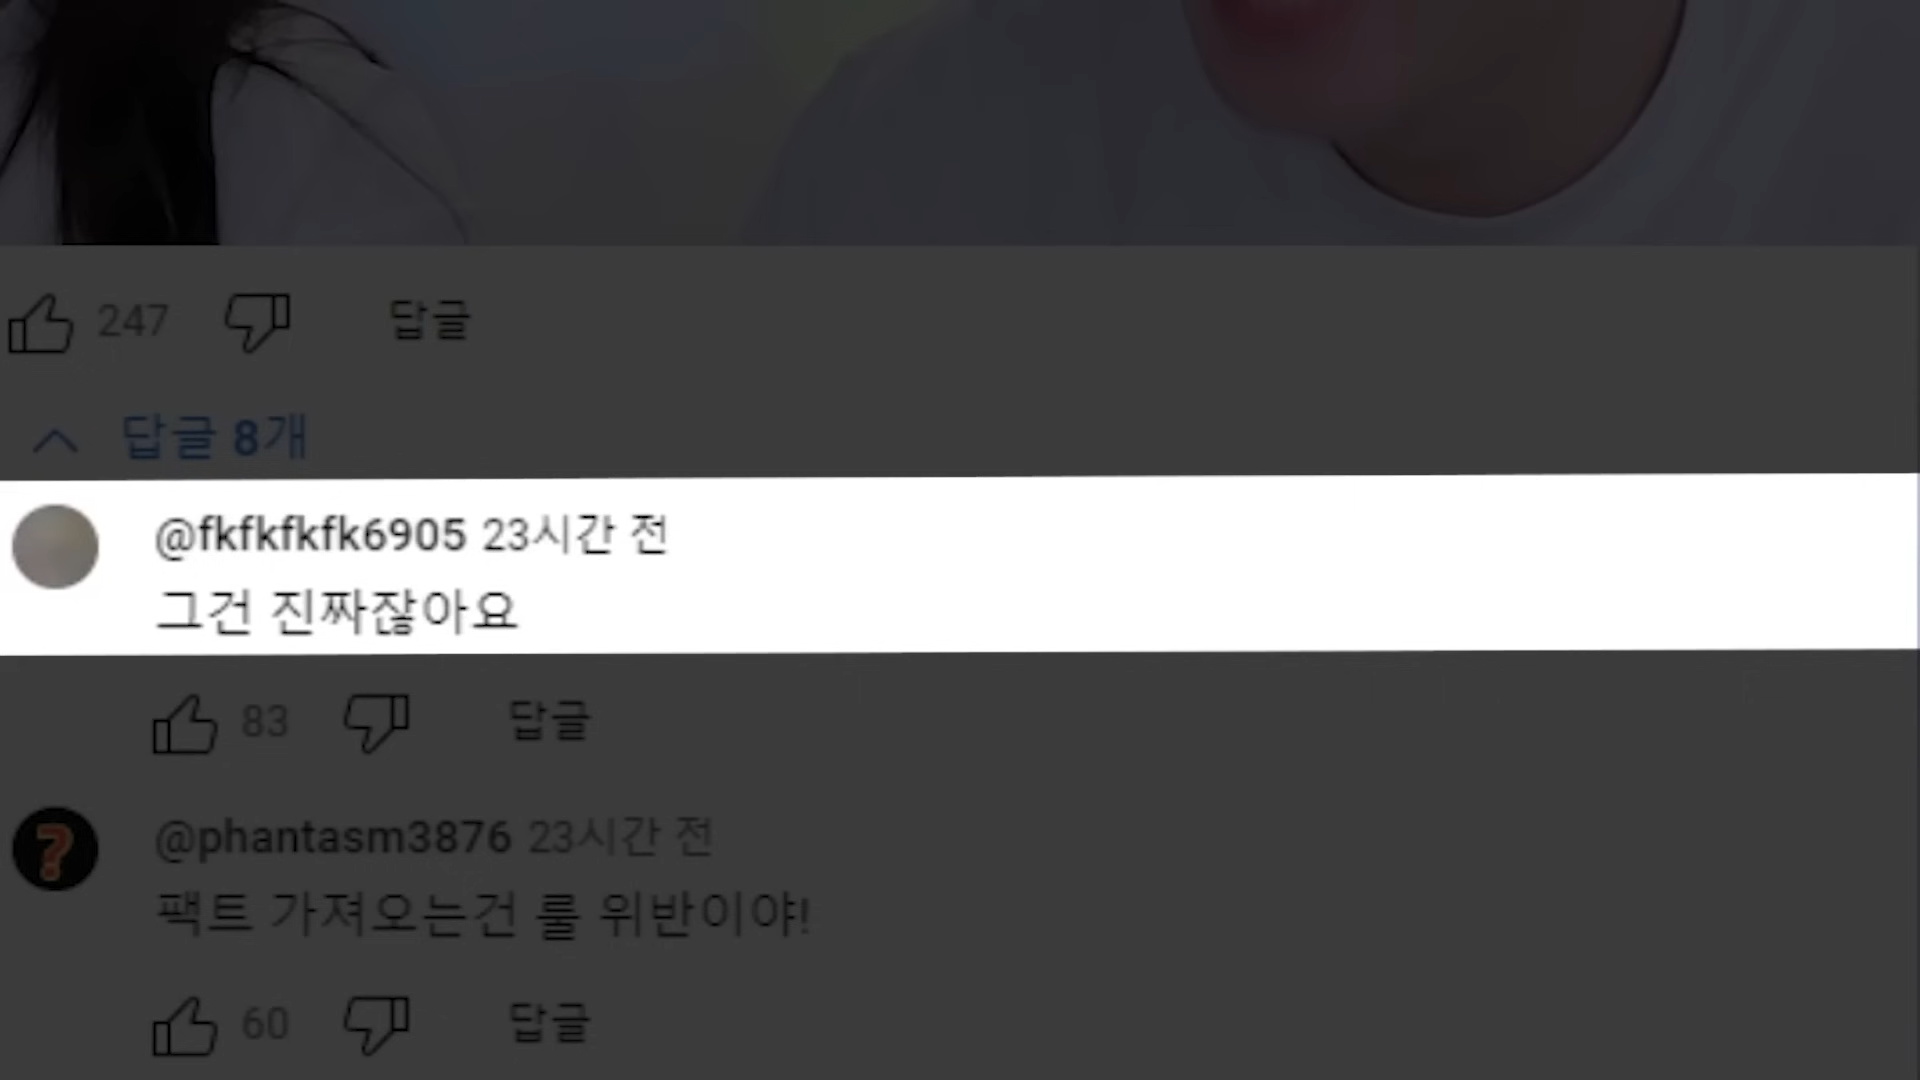 247 답글
답글 8개
@fkfkfkfk6905 23시간 전
그건 진짜잖아요
83 답글
@phantasm3876 23시간 전
팩트 가져오는건 룰 위반이야!
60 답글